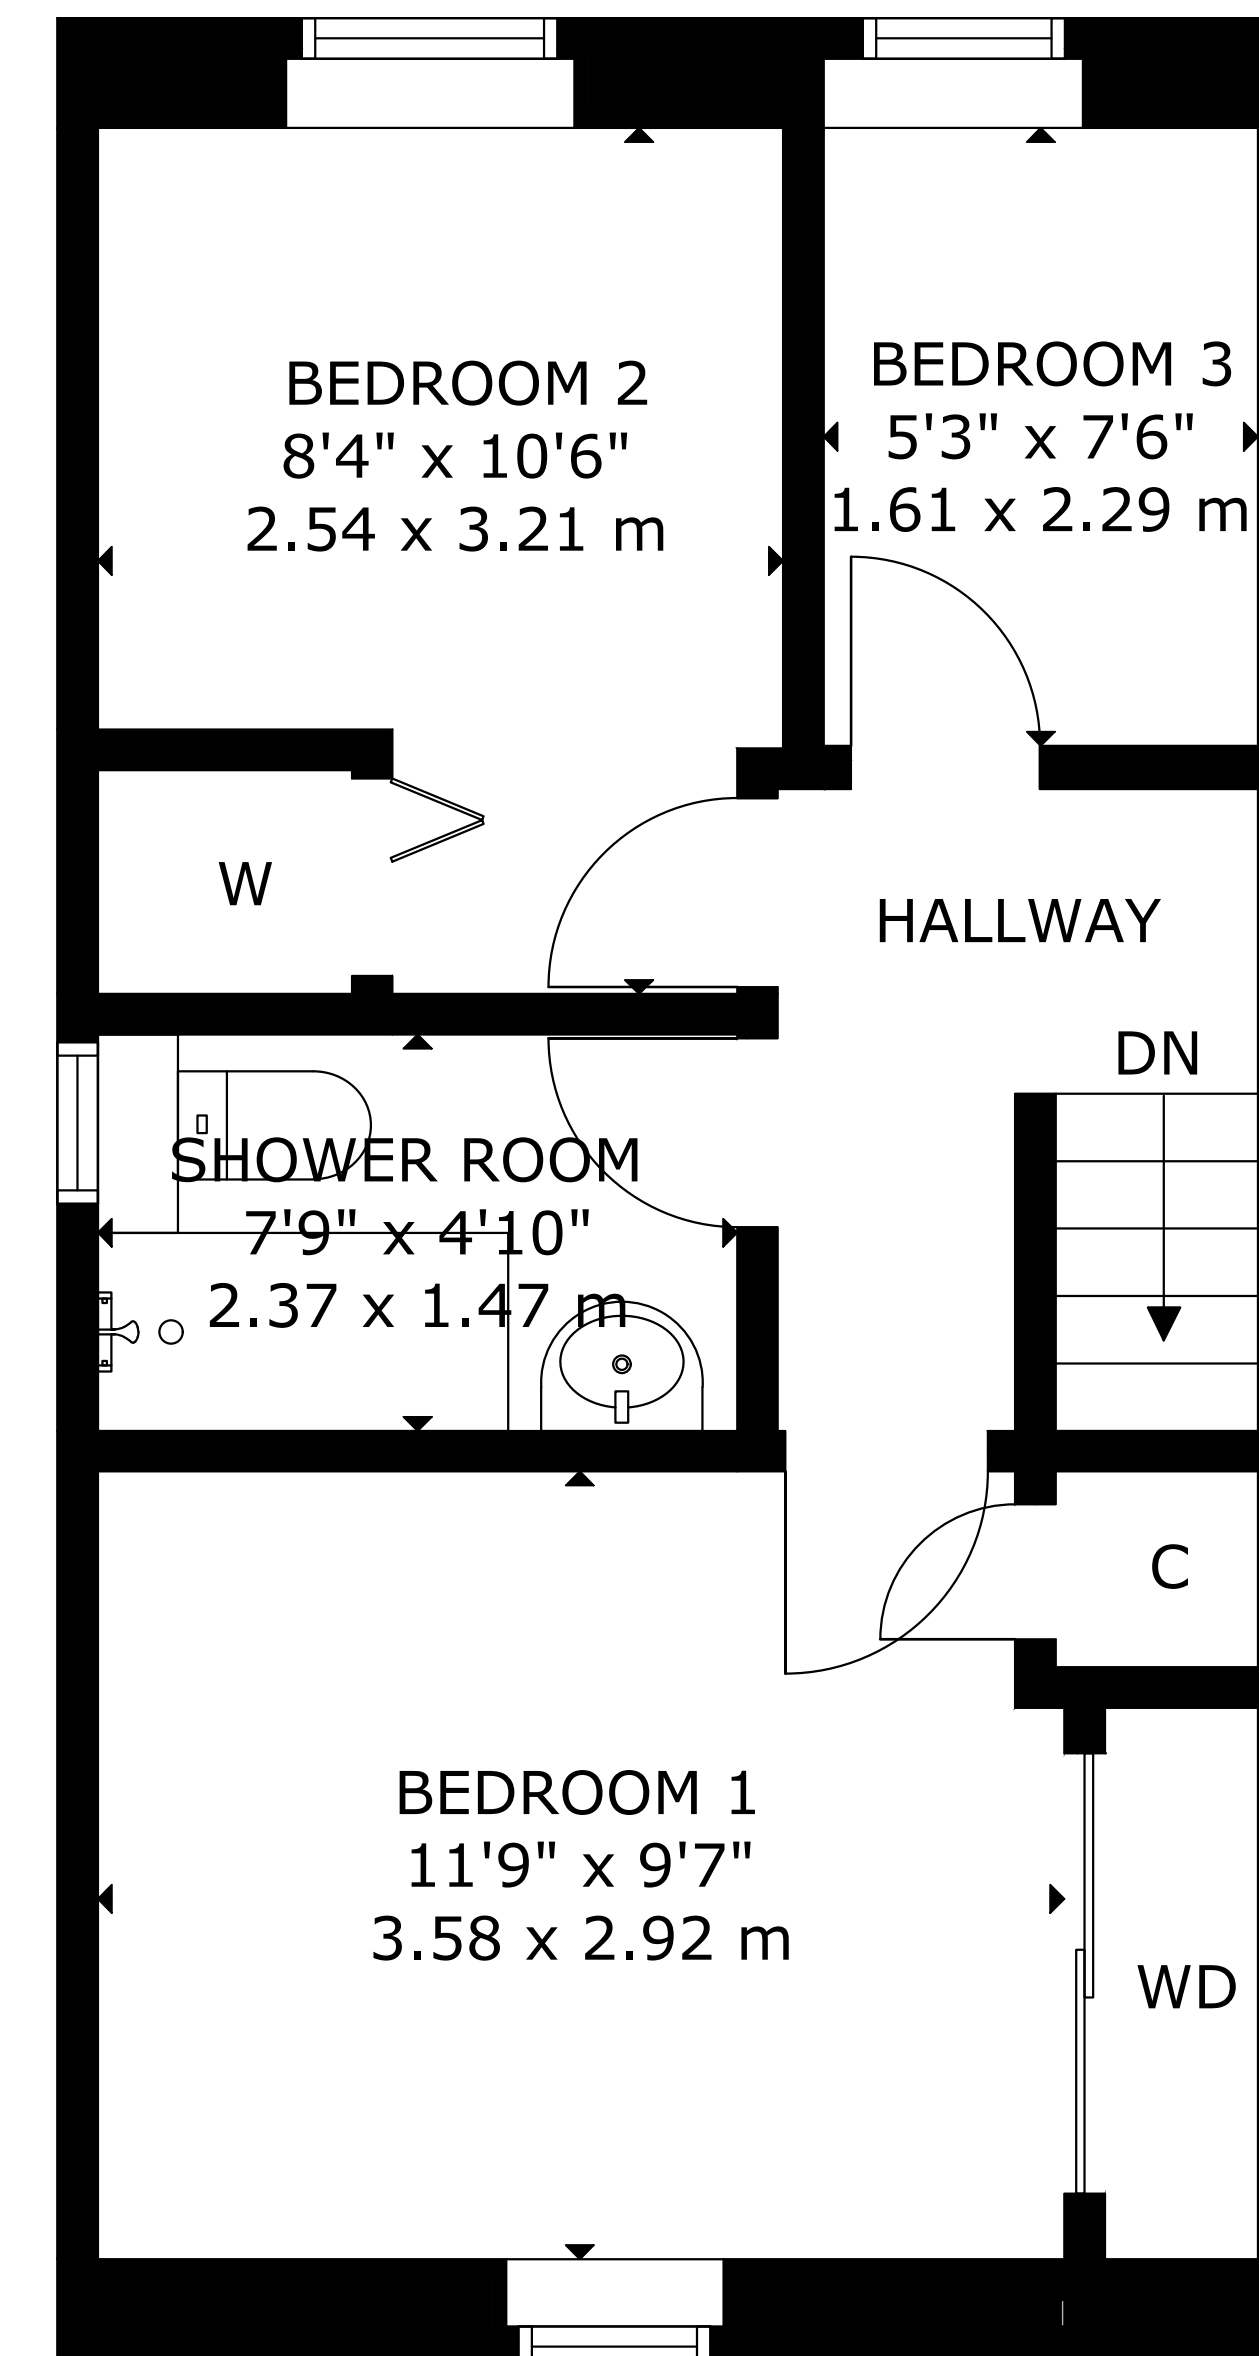 BEDROOM 2
8'4" x 10'6"
2.54 x 3.21 m
BEDROOM 3
5'3" x 7'6"
1.61 x 2.29 m
W
HALLWAY
DN
SHOWER ROOM
7'9" x 4'10"
2.37 x 1.47 m
C
BEDROOM 1
11'9" x 9'7"
3.58 x 2.92 m
WD